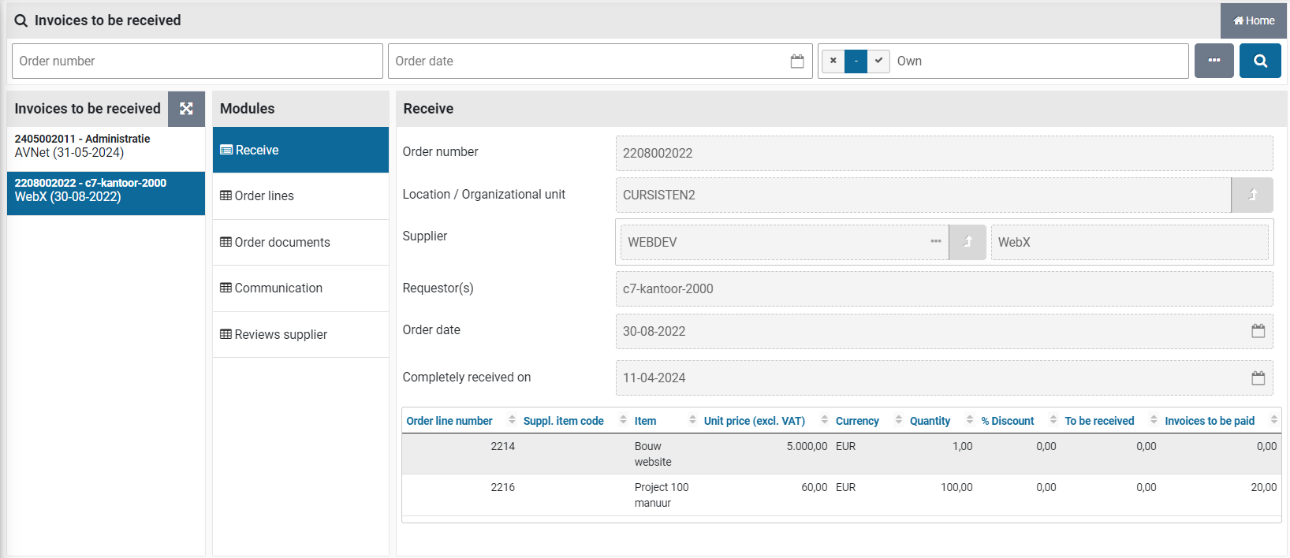 Invoices to be received
Home
Order number
Order date
Own
Invoices to be received
2405002011 - Administratie
AVNet (31-05-2024)
2208002022 - c7-kantoor-2000
WebX (30-08-2022)
Modules
Receive
Order lines
Order documents
Communication
Reviews supplier
Receive
Order number 2208002022
Location / Organizational unit CURSISTEN2
Supplier WEBDEV WebX
Requestor(s) c7-kantoor-2000
Order date 30-08-2022
Completely received on 11-04-2024
Order line number Suppl. item code Item Unit price (excl. VAT) Currency Quantity % Discount To be received Invoices to be paid
2214 Bouw website 5.000,00 EUR 1,00 0,00 0,00 0,00
2216 Project 100 manuur 60,00 EUR 100,00 0,00 0,00 20,00